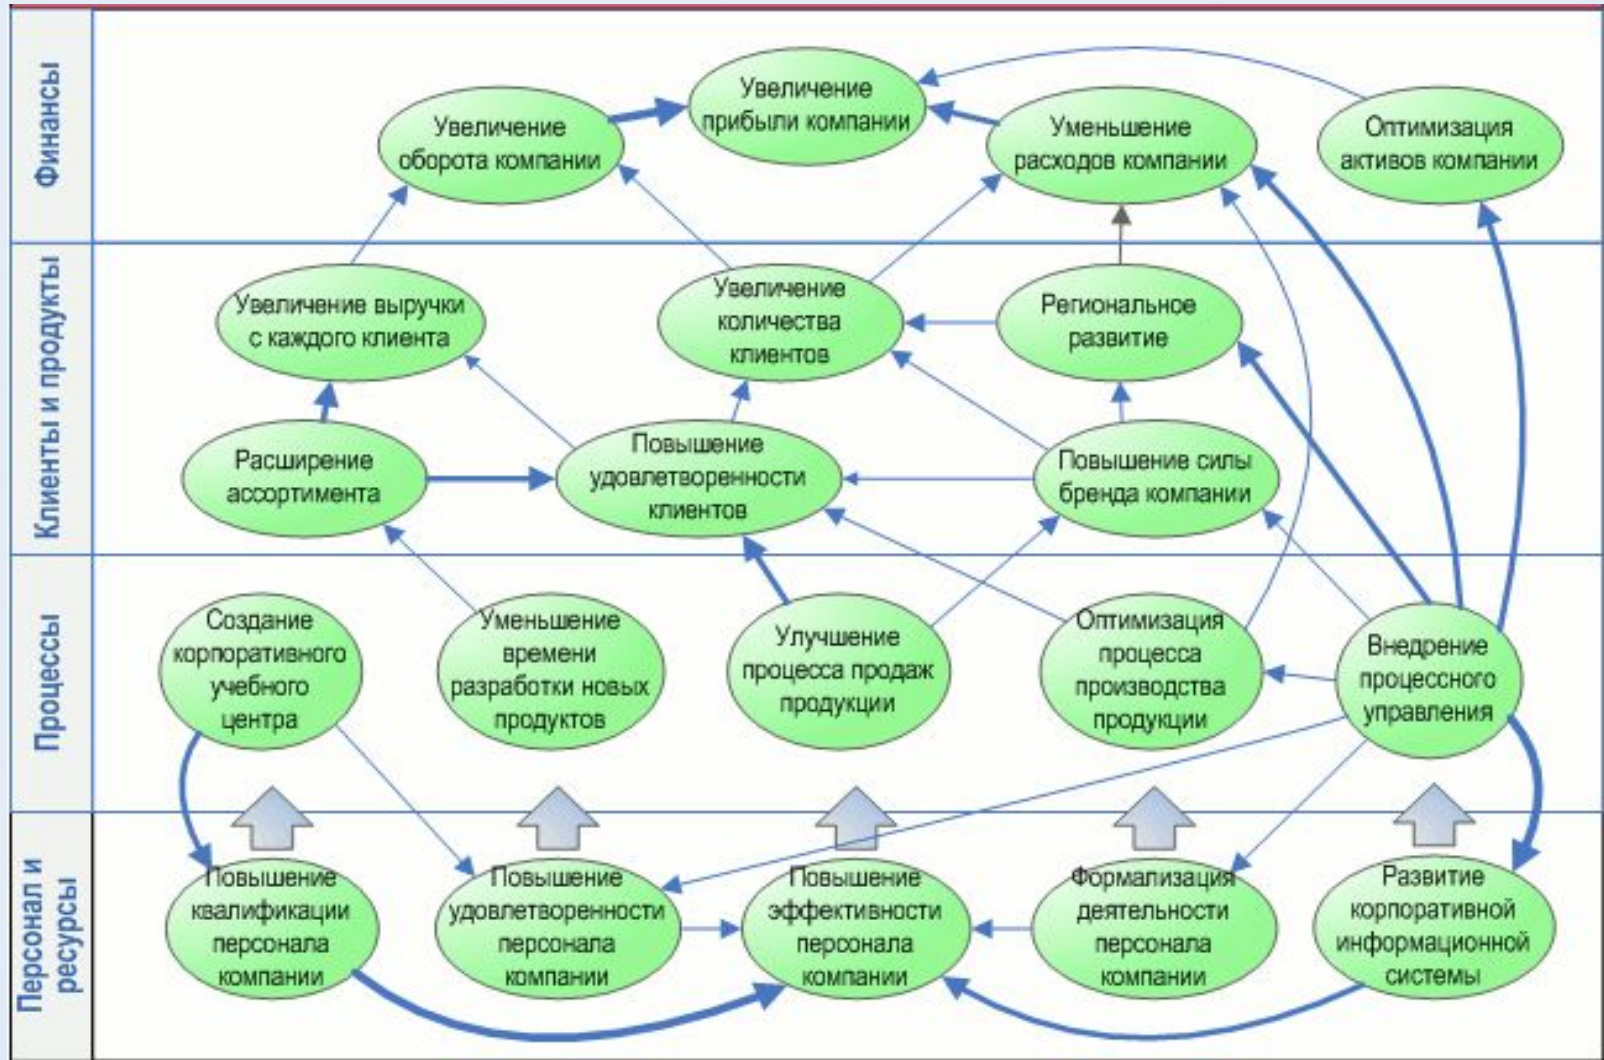 Финансы
Увеличение
оборота компании
Увеличение
прибыли компании
Уменьшение
расходов компании
Оптимизация
активов компании
Клиенты и продукты
Увеличение выручки
с каждого клиента
Увеличение
количества
клиентов
Региональное
развитие
Расширение
ассортимента
Повышение
удовлетворенности
клиентов
Повышение силы
бренда компании
Процессы
Создание
корпоративного
учебного
центра
Уменьшение
времени
разработки новых
продуктов
Улучшение
процесса продаж
продукции
Оптимизация
процесса
производства
продукции
Внедрение
процессного
управления
Персонал и
ресурсы
Повышение
квалификации
персонала
компании
Повышение
удовлетворенности
персонала
компании
Повышение
эффективности
персонала
компании
Формализация
деятельности
персонала
компании
Развитие
корпоративной
информационной
системы